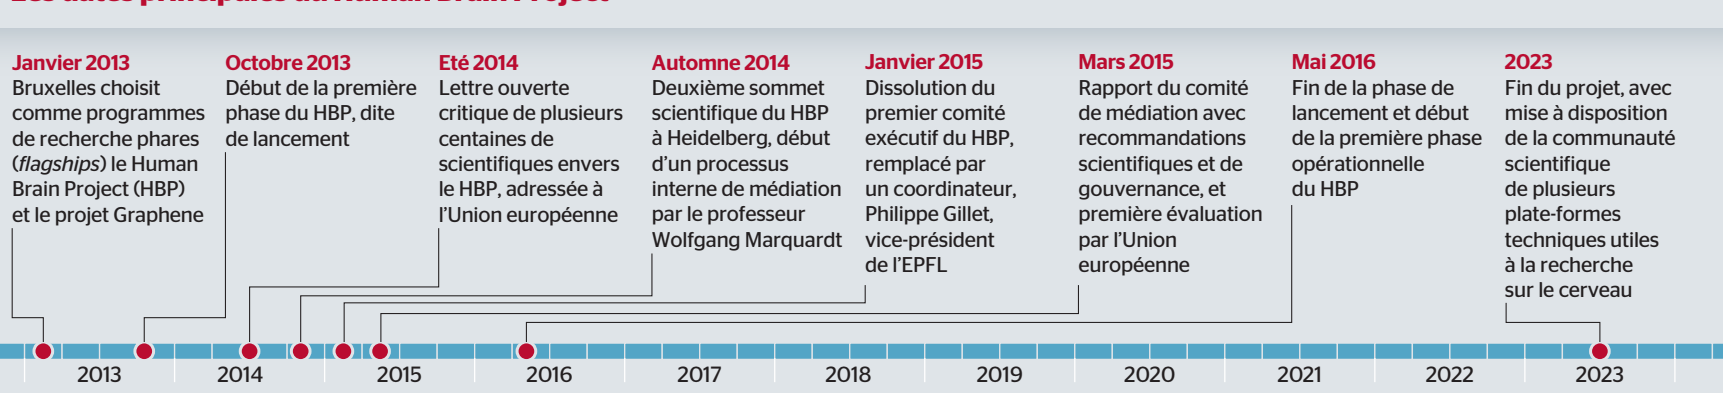 Les dates principales du Human Brain Project
Janvier 2013
Bruxelles choisit
comme programmes
de recherche phares
(flagships) le Human
Brain Project (HBP)
et le projet Graphene
Octobre 2013
Début de la première
phase du HBP, dite
de lancement
Eté 2014
Lettre ouverte
critique de plusieurs
centaines de
scientifiques envers
le HBP, adressée à
l’Union européenne
Automne 2014
Deuxième sommet
scientifique du HBP
à Heidelberg, début
d’un processus
interne de médiation
par le professeur
Wolfgang Marquardt
Janvier 2015
Dissolution du
premier comité
exécutif du HBP,
remplacé par
un coordinateur,
Philippe Gillet,
vice-président
de l’EPFL
Mars 2015
Rapport du comité
de médiation avec
recommandations
scientifiques et de
gouvernance, et
première évaluation
par l’Union
européenne
Mai 2016
Fin de la phase de
lancement et début
de la première phase
opérationnelle
du HBP
2023
Fin du projet, avec
mise à disposition
de la communauté
scientifique
de plusieurs
plate-formes
techniques utiles
à la recherche
sur le cerveau
2013 2014 2015 2016 2017 2018 2019 2020 2021 2022 2023